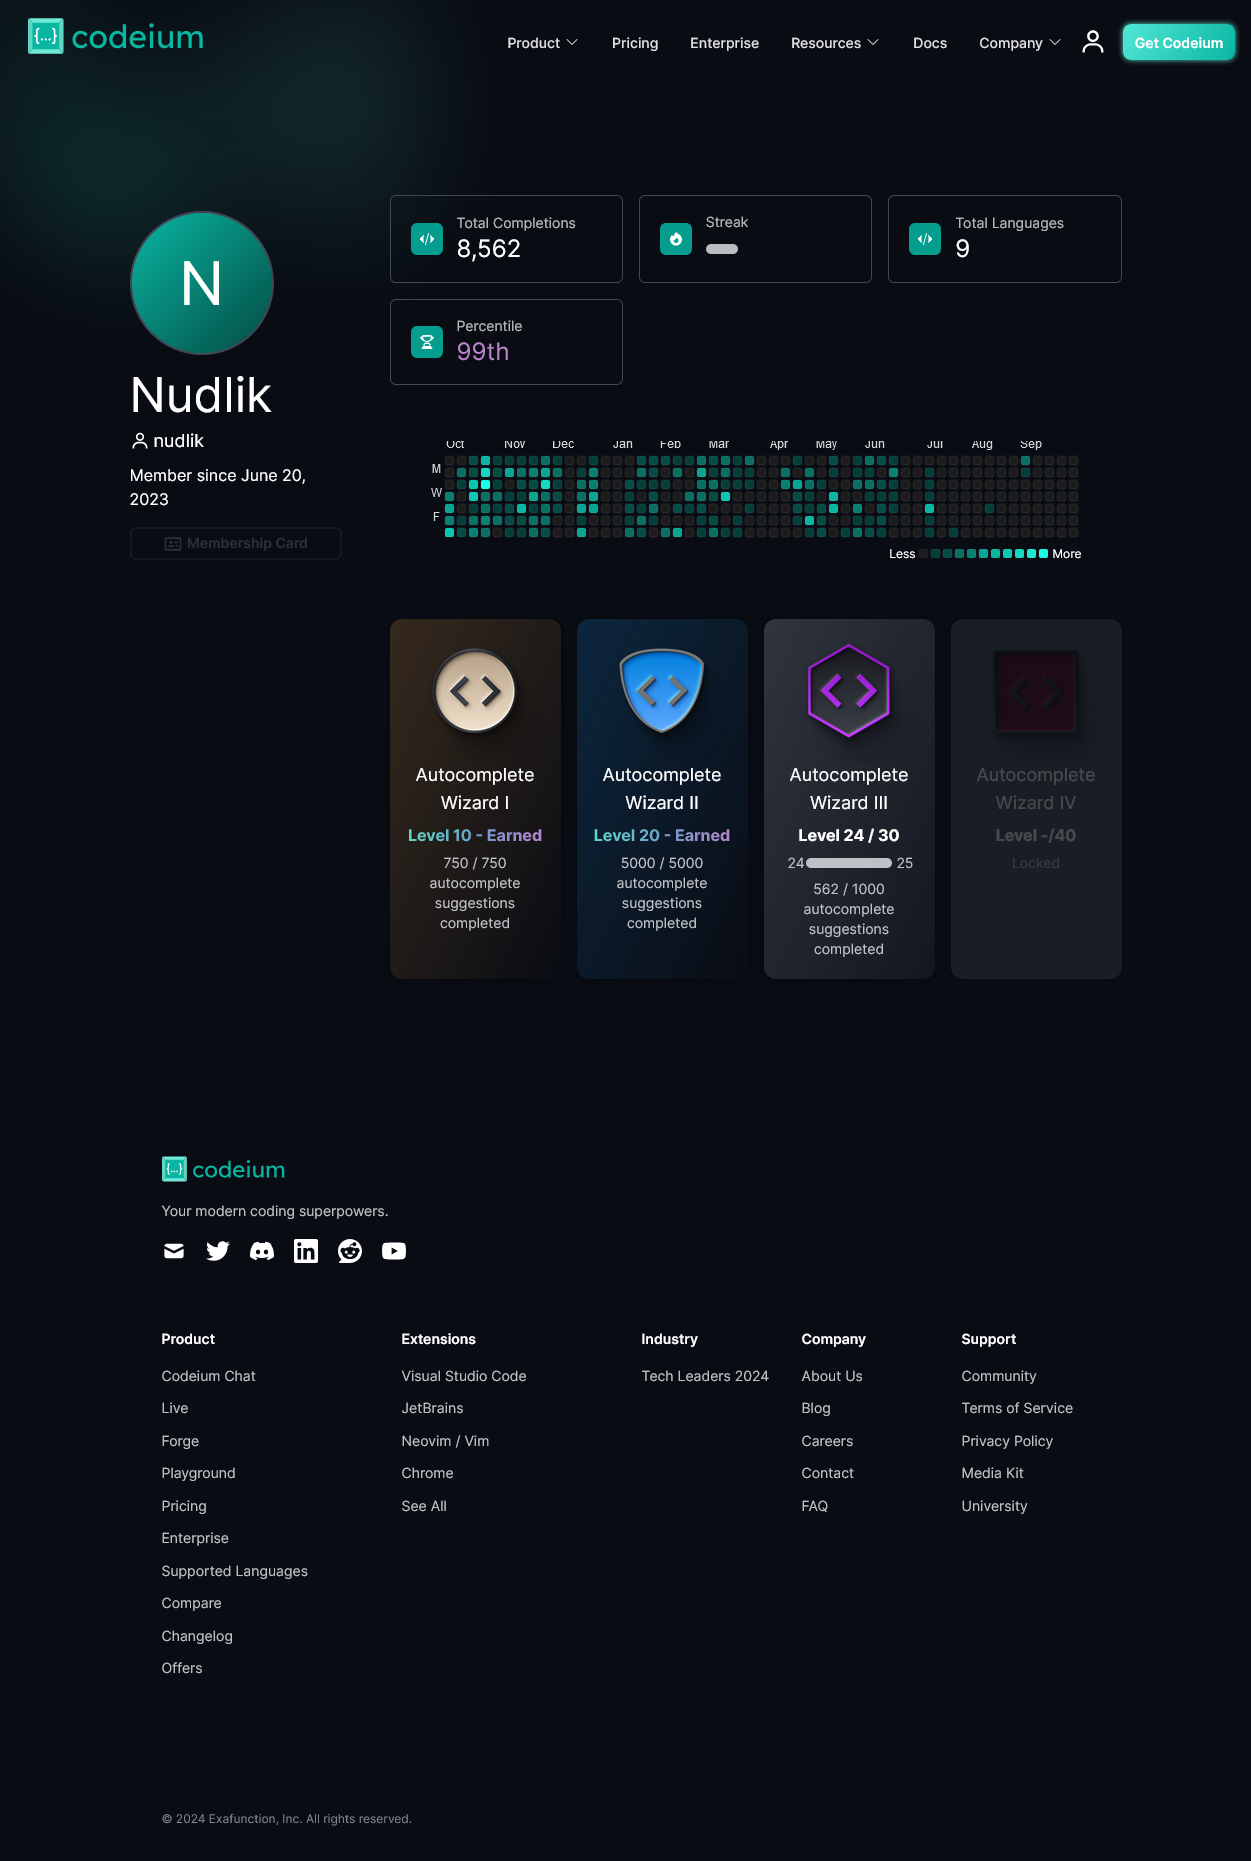 {...} codeium
Product Pricing Enterprise Resources Docs Company Get Codeium
N
Nudlik
nudlik
Member since June 20,
2023
Membership Card
Total Completions
8,562
Streak
Total Languages
9
Percentile
99th
Oct Nov Dec Jan Feb Mar Apr May Jun Jul Aug Sep
M
W
F
Less More
Autocomplete
Wizard I
Level 10 - Earned
750 / 750
autocomplete
suggestions
completed
Autocomplete
Wizard II
Level 20 - Earned
5000 / 5000
autocomplete
suggestions
completed
Autocomplete
Wizard III
Level 24 / 30
24 25
562 / 1000
autocomplete
suggestions
completed
Autocomplete
Wizard IV
Level -/40
Locked
{...} codeium
Your modern coding superpowers.
Product
Codeium Chat
Live
Forge
Playground
Pricing
Enterprise
Supported Languages
Compare
Changelog
Offers
Extensions
Visual Studio Code
JetBrains
Neovim / Vim
Chrome
See All
Industry
Tech Leaders 2024
Company
About Us
Blog
Careers
Contact
FAQ
Support
Community
Terms of Service
Privacy Policy
Media Kit
University
© 2024 Exafunction, Inc. All rights reserved.